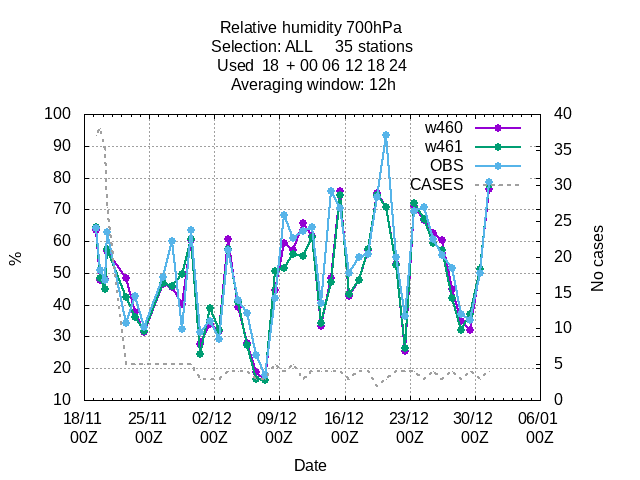 Relative humidity 700hPa
Selection: ALL 35 stations
Used 18 + 00 06 12 18 24
Averaging window: 12h
100 40
90 35
80 30
70 25
60 20
50 15
40 10
30 5
20 0
10
w460
w461
OBS
CASES
%
No cases
18/11 25/11 02/12 09/12 16/12 23/12 30/12 06/01
00Z 00Z 00Z 00Z 00Z 00Z 00Z 00Z
Date